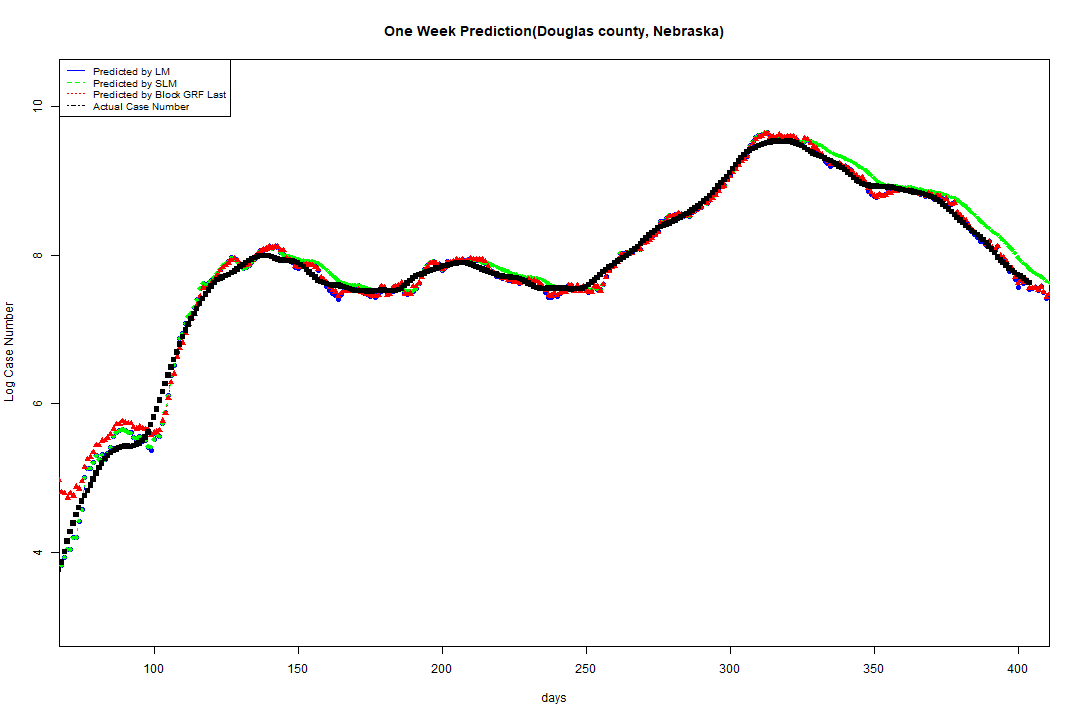 One Week Prediction(Douglas county, Nebraska)
Predicted by LM
Predicted by SLM
Predicted by Block GRF Last
Actual Case Number
10
8
6
4
Log Case Number
100 150 200 250 300 350 400
days